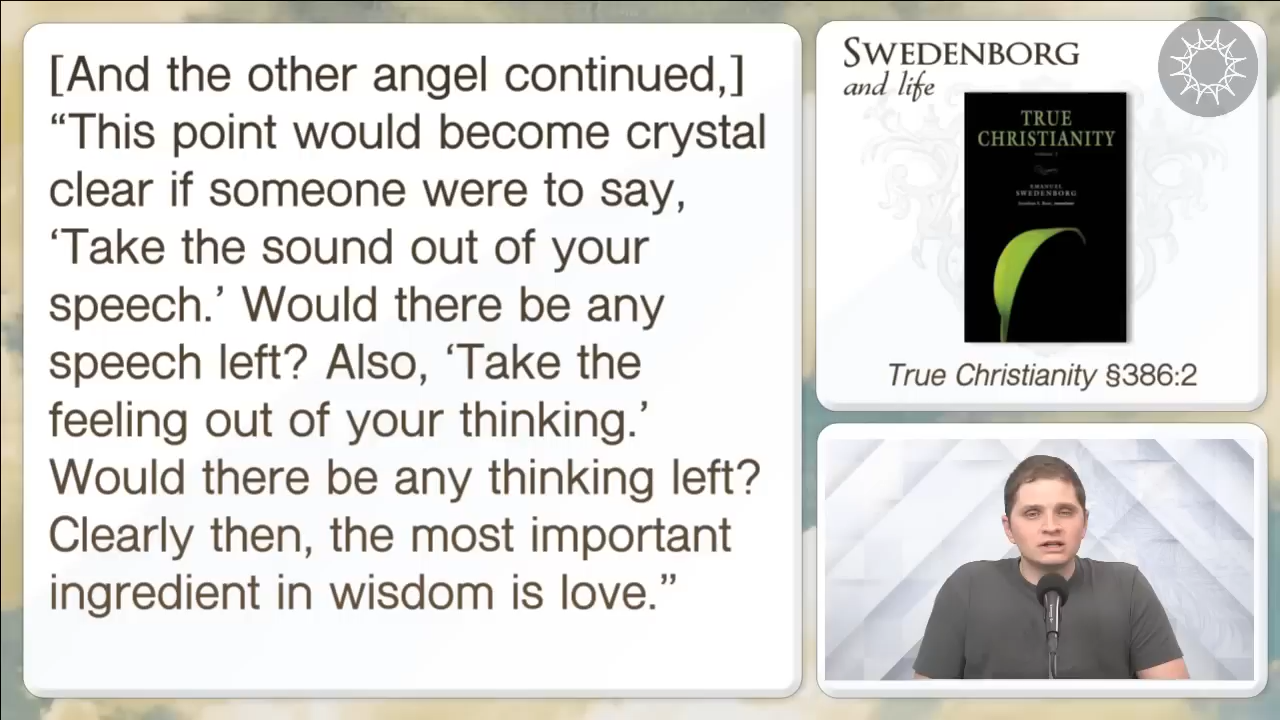 [And the other angel continued,]
“This point would become crystal
clear if someone were to say,
‘Take the sound out of your
speech.’ Would there be any
speech left? Also, ‘Take the
feeling out of your thinking.’
Would there be any thinking left?
Clearly then, the most important
ingredient in wisdom is love.”
SWEDENBORG
and life
TRUE
CHRISTIANITY
EMANUEL
SWEDENBORG
True Christianity §386:2